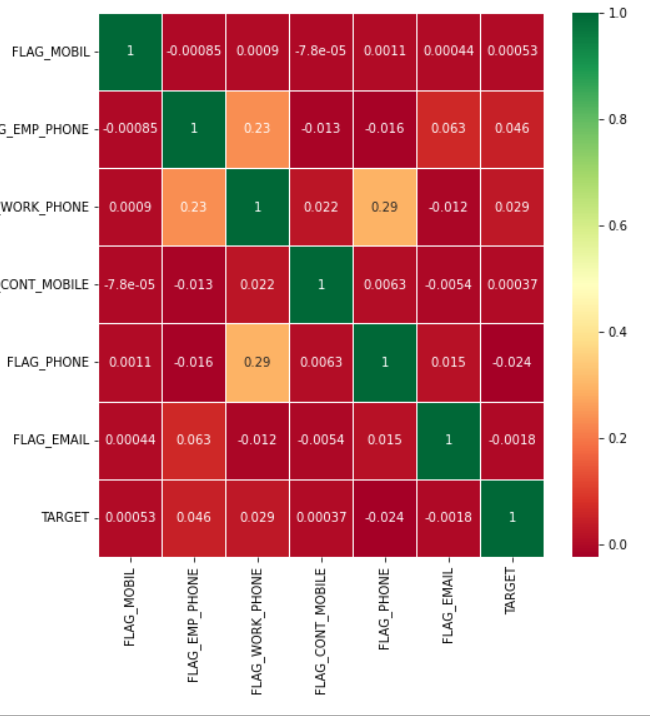 FLAG_MOBIL 1 -0.00085 0.0009 -7.8e-05 0.0011 0.00044 0.00053
G_EMP_PHONE -0.00085 1 0.23 -0.013 -0.016 0.063 0.046
WORK_PHONE 0.0009 0.23 1 0.022 0.29 -0.012 0.029
CONT_MOBILE -7.8e-05 -0.013 0.022 1 0.0063 -0.0054 0.00037
FLAG_PHONE 0.0011 -0.016 0.29 0.0063 1 0.015 -0.024
FLAG_EMAIL 0.00044 0.063 -0.012 -0.0054 0.015 1 -0.0018
TARGET 0.00053 0.046 0.029 0.00037 -0.024 -0.0018 1
FLAG_MOBIL
FLAG_EMP_PHONE
FLAG_WORK_PHONE
FLAG_CONT_MOBILE
FLAG_PHONE
FLAG_EMAIL
TARGET
1.0
0.8
0.6
0.4
0.2
0.0